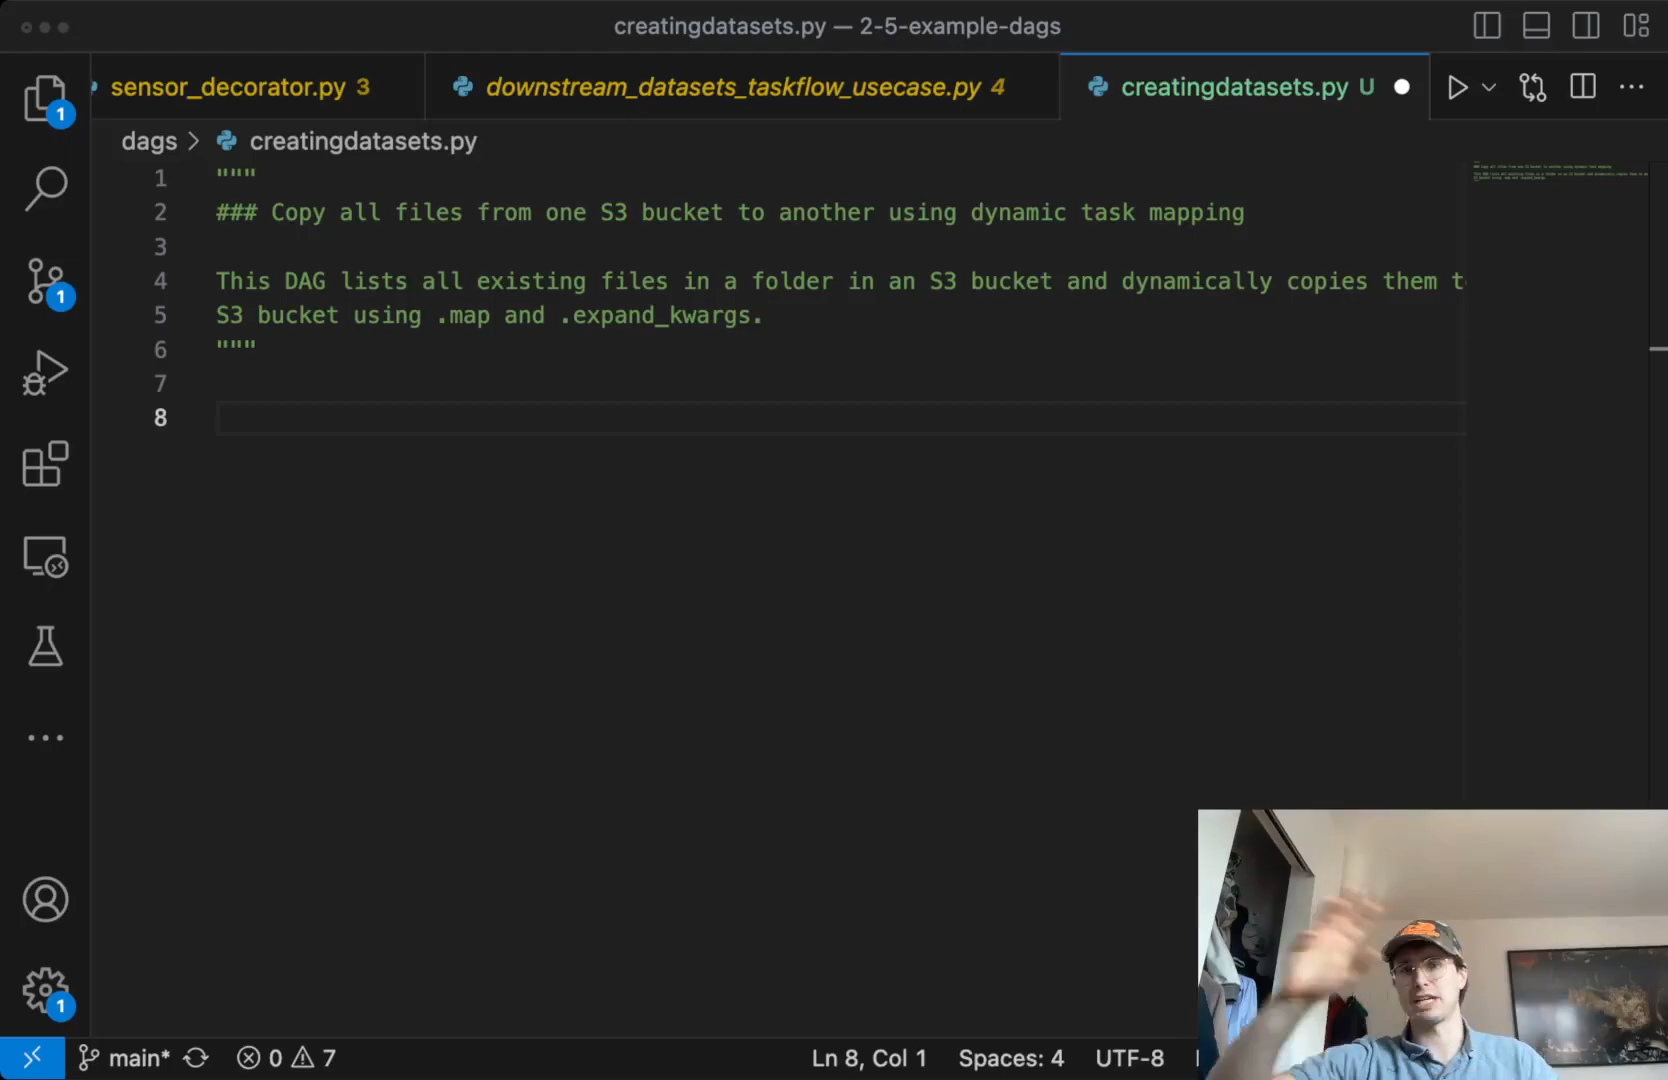 creatingdatasets.py — 2-5-example-dags
sensor_decorator.py 3
downstream_datasets_taskflow_usecase.py 4
creatingdatasets.py U
dags > creatingdatasets.py
1 """
2 ### Copy all files from one S3 bucket to another using dynamic task mapping
3
4 This DAG lists all existing files in a folder in an S3 bucket and dynamically copies them t
5 S3 bucket using .map and .expand_kwargs.
6 """
7
8
1
1
1
main* 0 7
Ln 8, Col 1 Spaces: 4 UTF-8